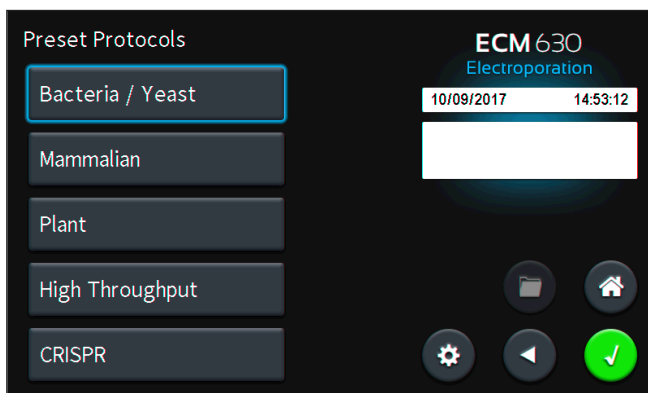 Preset Protocols
Bacteria / Yeast
Mammalian
Plant
High Throughput
CRISPR
ECM 630
Electroporation
10/09/2017 14:53:12